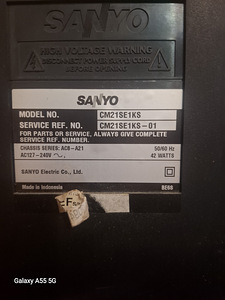 SANYO
HIGH VOLTAGE WARNING
DISCONNECT POWER SUPPLY CORD
BEFORE OPENING
SANYO
MODEL NO. CM21SE1KS
SERVICE REF. NO. CM21SE1KS-01
FOR PARTS OR SERVICE, ALWAYS GIVE COMPLETE
SERVICE REF. NUMBER.
CHASSIS SERIES: AC8-A21 50/60 Hz
AC127-240V 42 WATTS
SANYO Electric Co., Ltd.
Made in Indonesia 8E68
F
Galaxy A55 5G